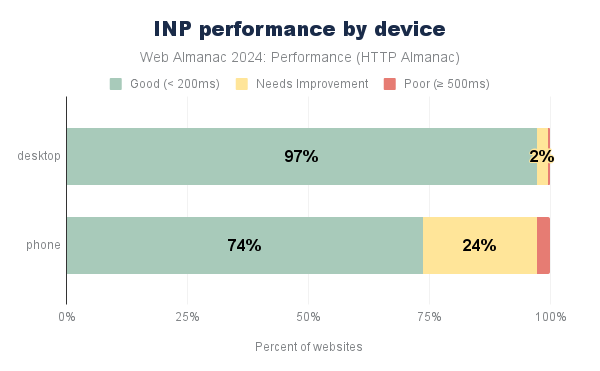 INP performance by device
Web Almanac 2024: Performance (HTTP Almanac)
Good (< 200ms) Needs Improvement Poor (≥ 500ms)
desktop 97% 2%
phone 74% 24%
0% 25% 50% 75% 100%
Percent of websites